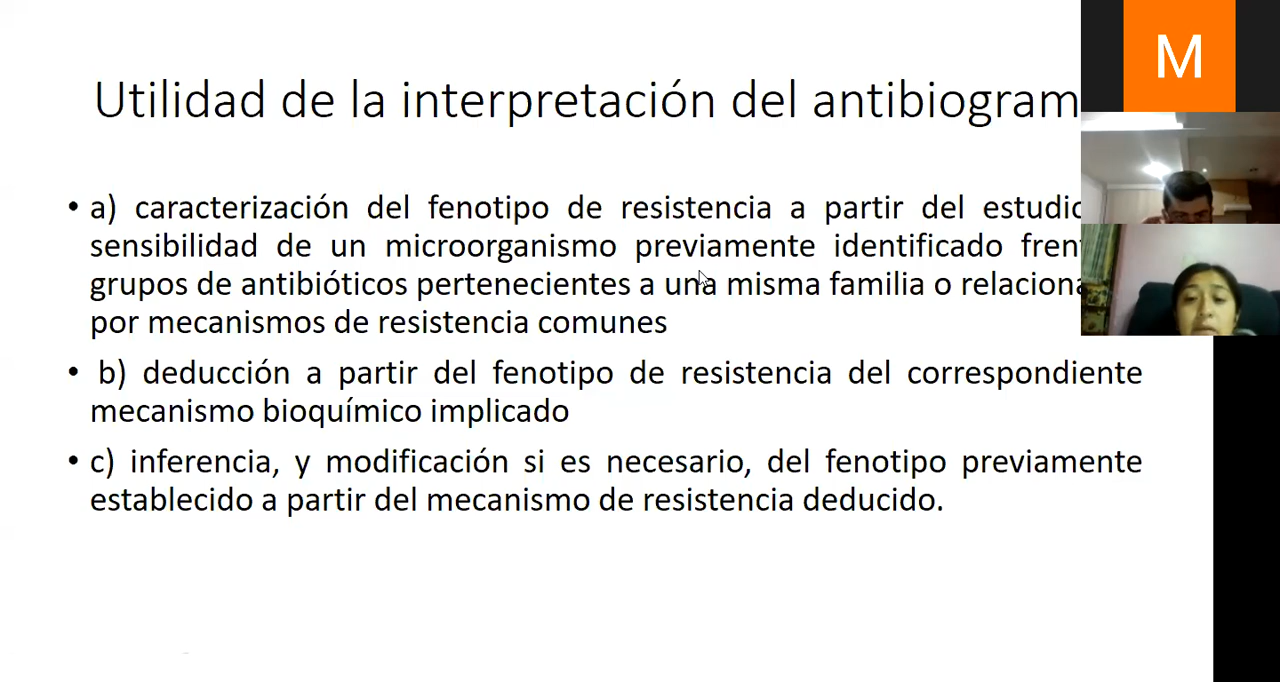 Utilidad de la interpretación del antibiogram
M
• a) caracterización del fenotipo de resistencia a partir del estudio
sensibilidad de un microorganismo previamente identificado
grupos de antibióticos pertenecientes a una misma familia o
por mecanismos de resistencia comunes
• b) deducción a partir del fenotipo de resistencia del correspondiente
mecanismo bioquímico implicado
• c) inferencia, y modificación si es necesario, del fenotipo previamente
establecido a partir del mecanismo de resistencia deducido.